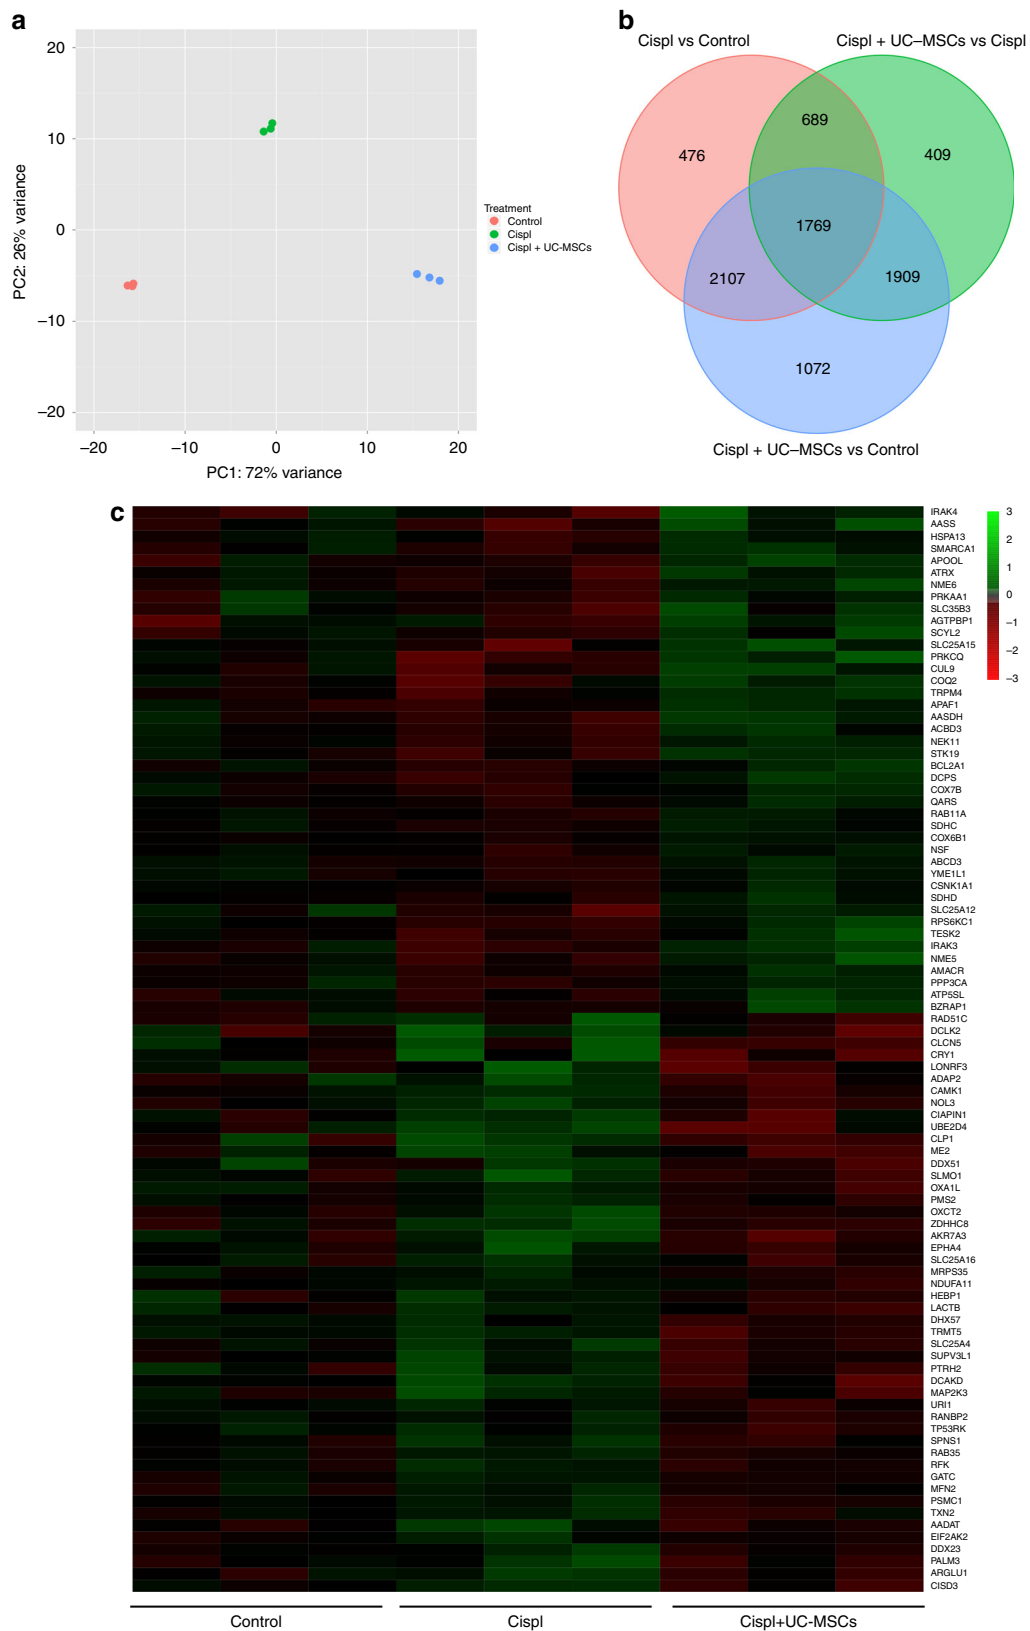 a
20
10
0
−10
−20
PC2: 26% variance
−20
−10
0
10
20
PC1: 72% variance
Treatment
Control
Cispl
Cispl + UC-MSCs
b
Cispl vs Control
Cispl + UC–MSCs vs Cispl
689
476
409
1769
2107
1909
1072
Cispl + UC–MSCs vs Control
c
IRAK4
AASS
HSPA13
SMARCA1
APOOL
ATRX
NME6
PRKAA1
SLC35B3
AGTPBP1
SCYL2
SLC25A15
PRKCQ
CUL9
COQ2
TRPM4
APAF1
AASDH
ACBD3
NEK11
STK19
BCL2A1
DCPS
COX7B
QARS
RAB11A
SDHC
COX6B1
NSF
ABCD3
YME1L1
CSNK1A1
SDHD
SLC25A12
RPS6KC1
TESK2
IRAK3
NME5
AMACR
PPP3CA
ATP5SL
BZRAP1
RAD51C
DCLK2
CLCN5
CRY1
LONRF3
ADAP2
CAMK1
NOL3
CIAPIN1
UBE2D4
CLP1
ME2
DDX51
SLMO1
OXA1L
PMS2
OXCT2
ZDHHC8
AKR7A3
EPHA4
SLC25A16
MRPS35
NDUFA11
HEBP1
LACTB
DHX57
TRMT5
SLC25A4
SUPV3L1
PTRH2
DCAKD
MAP2K3
URI1
RANBP2
TP53RK
SPNS1
RAB35
RFK
GATC
MFN2
PSMC1
TXN2
AADAT
EIF2AK2
DDX23
PALM3
ARGLU1
CISD3
3
2
1
0
−1
−2
−3
Control
Cispl
Cispl+UC-MSCs